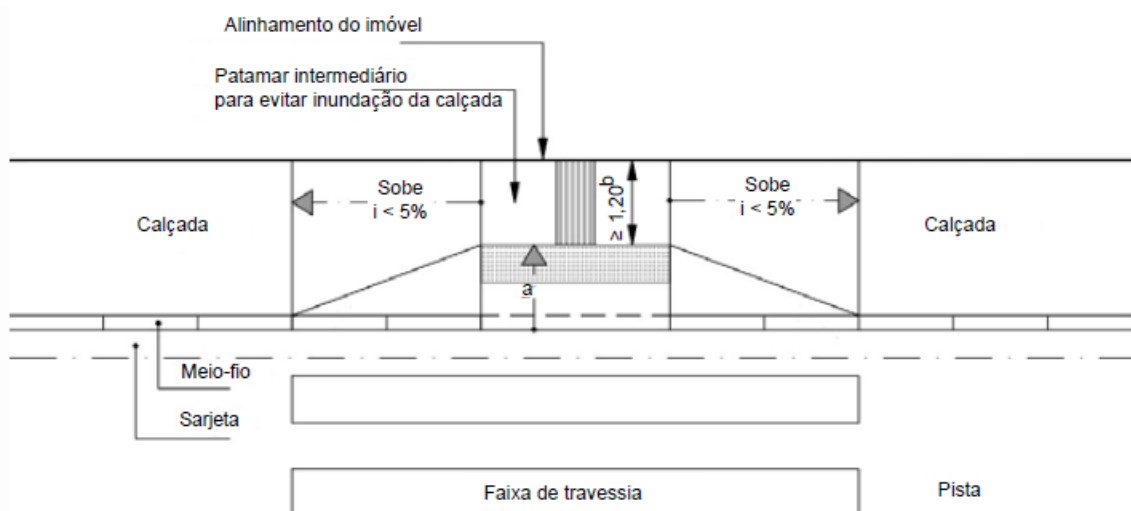 Alinhamento do imóvel
Patamar intermediário
para evitar inundação da calçada
Sobe
i < 5%
≥ 1,20 b
Sobe
i < 5%
Calçada
Calçada
a
Meio-fio
Sarjeta
Faixa de travessia
Pista